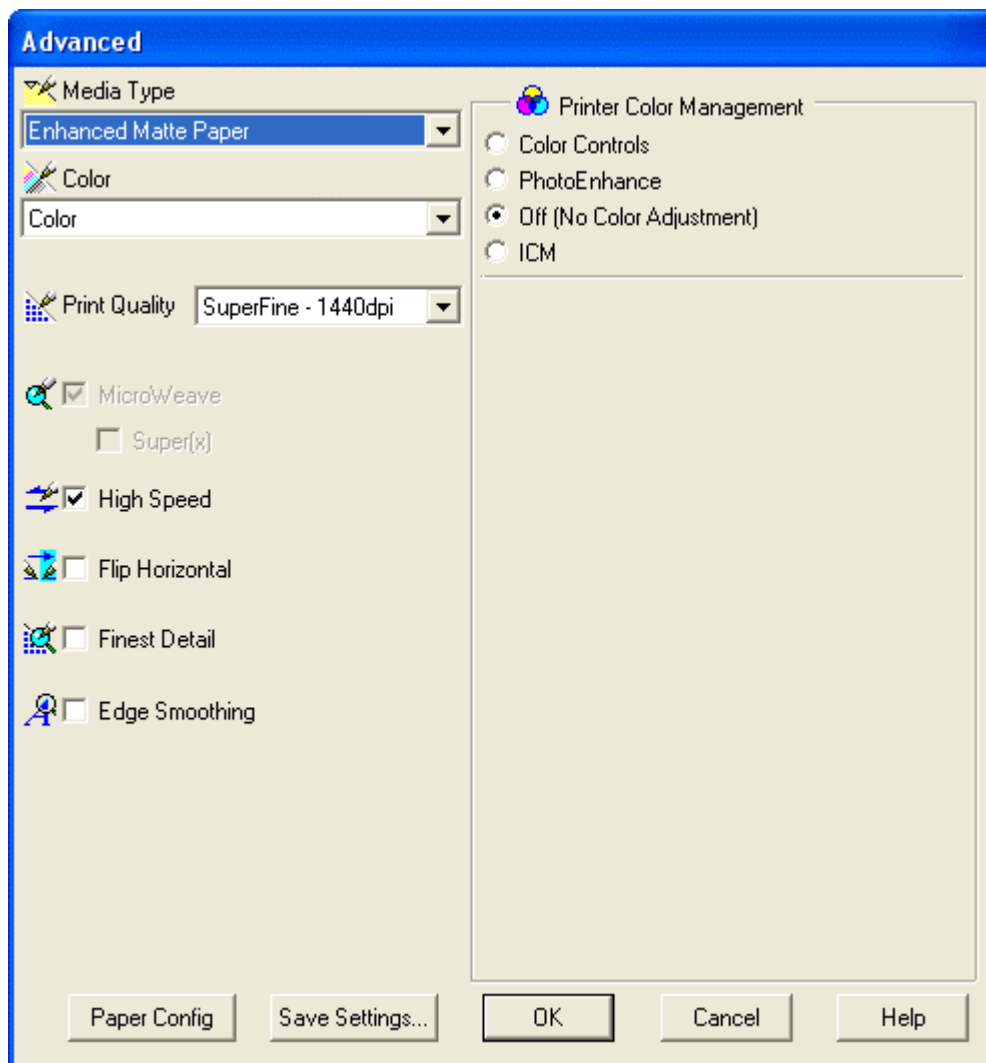 Advanced
Media Type
Enhanced Matte Paper
Color
Color
Print Quality SuperFine - 1440dpi
MicroWeave
Super(x)
High Speed
Flip Horizontal
Finest Detail
Edge Smoothing
Printer Color Management
Color Controls
PhotoEnhance
Off (No Color Adjustment)
ICM
Paper Config Save Settings... OK Cancel Help